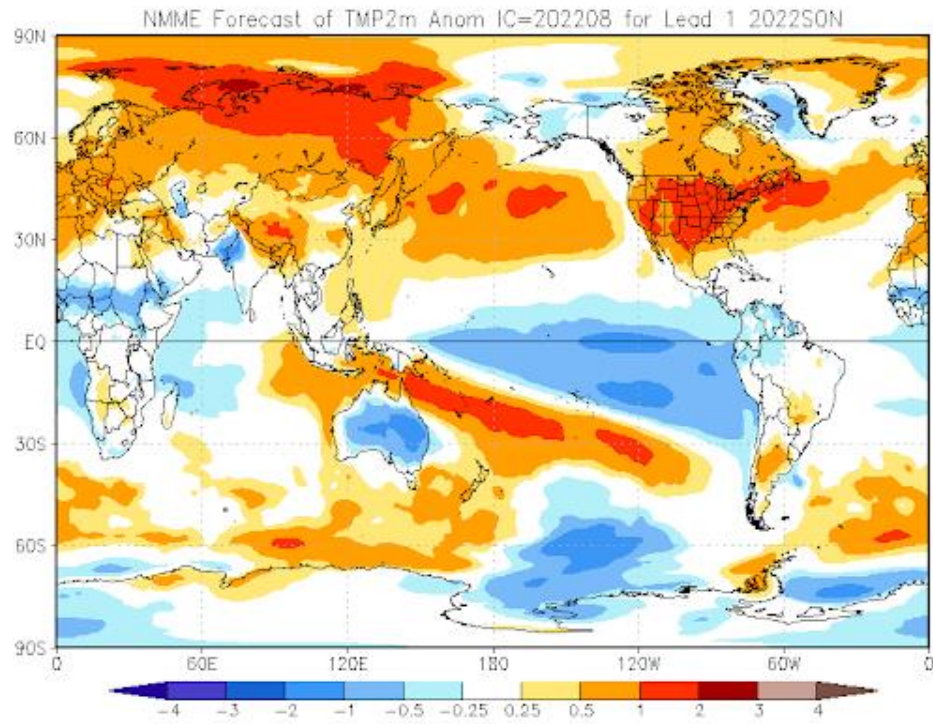 NMME Forecast of TMP2m Anom IC=202208 for Lead 1 2022SON
90N
60N
30N
EQ
30S
60S
90S
0 60E 120E 180 120W 60W 0
-4 -3 -2 -1 -0.5 -0.25 0.25 0.5 1 2 3 4